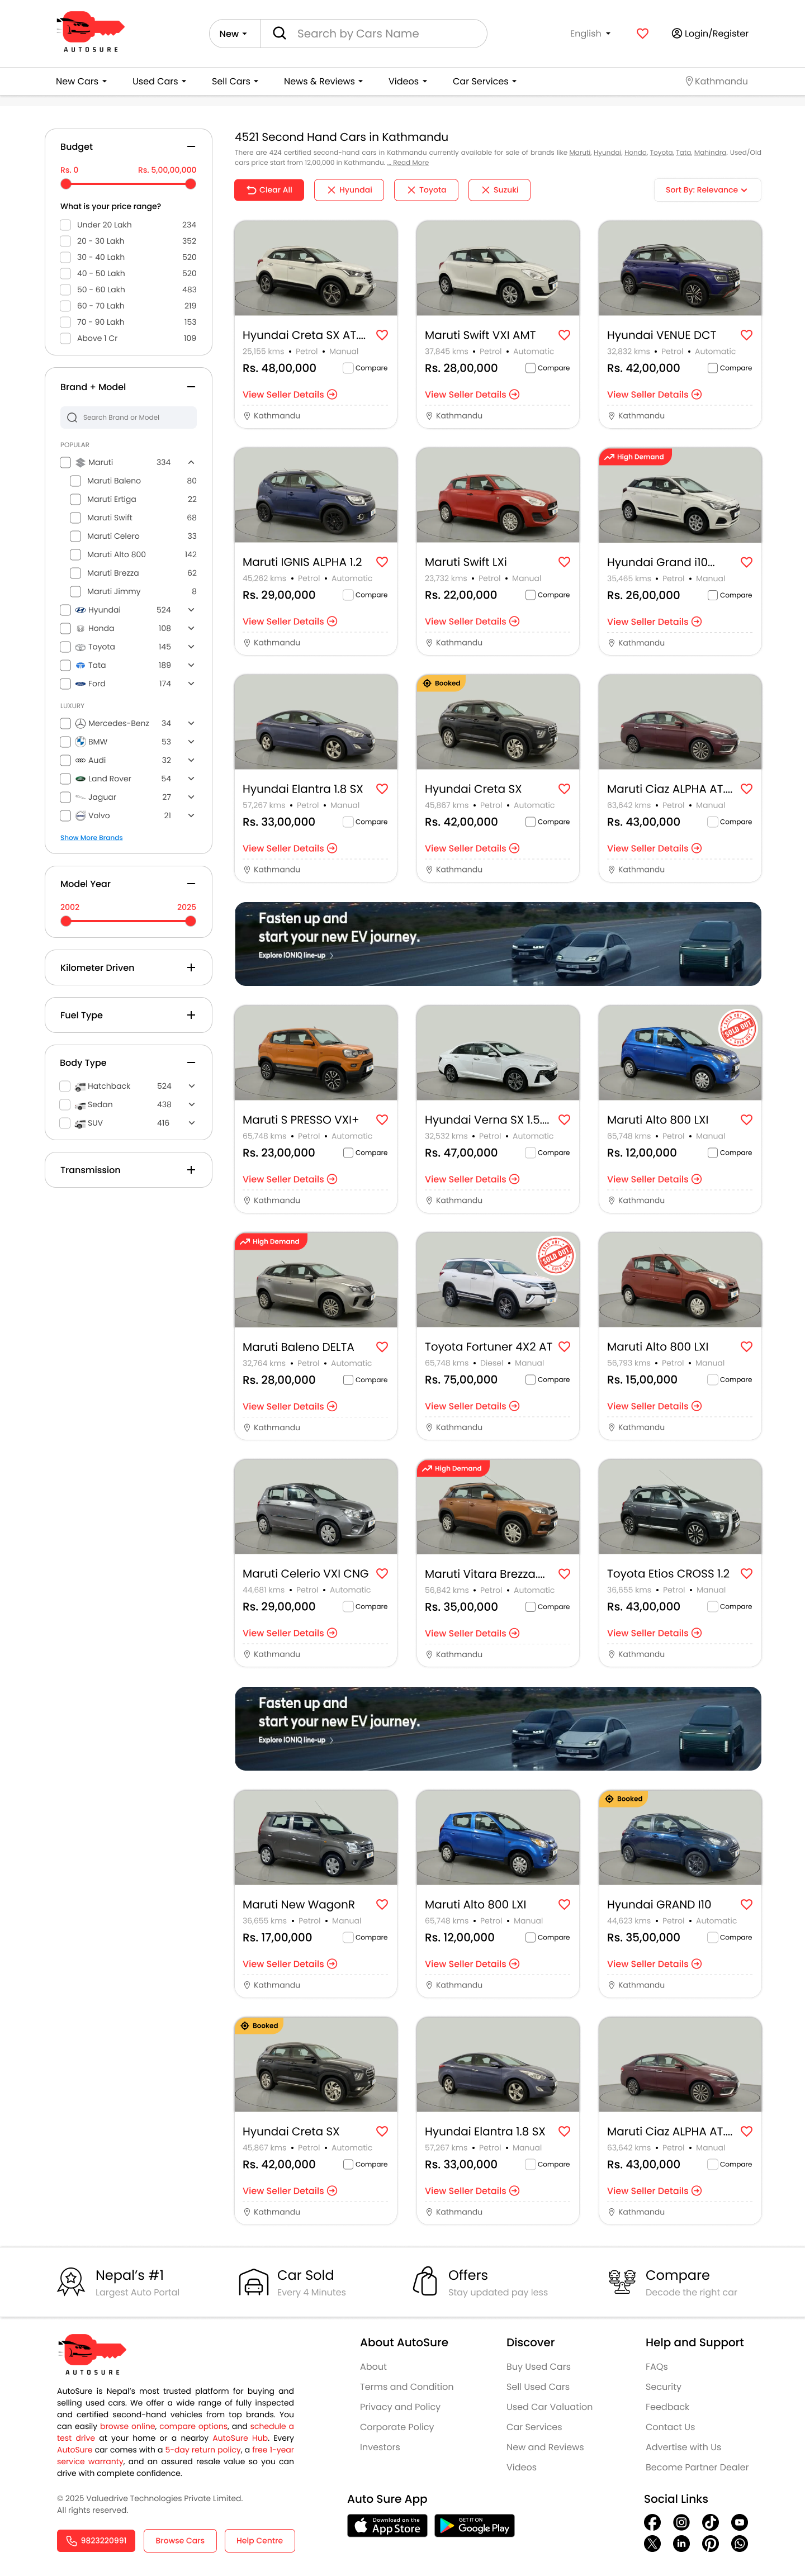 AUTOSURE
New
Search by Cars Name
English
Login/Register
New Cars
Used Cars
Sell Cars
News & Reviews
Videos
Car Services
Kathmandu
Budget
Rs. 0
Rs. 5,00,00,000
What is your price range?
Under 20 Lakh 234
20 - 30 Lakh 352
30 - 40 Lakh 520
40 - 50 Lakh 520
50 - 60 Lakh 483
60 - 70 Lakh 219
70 - 90 Lakh 153
Above 1 Cr 109
Brand + Model
Search Brand or Model
POPULAR
Maruti 334
Maruti Baleno 80
Maruti Ertiga 22
Maruti Swift 68
Maruti Celero 33
Maruti Alto 800 142
Maruti Brezza 62
Maruti Jimmy 8
Hyundai 524
Honda 108
Toyota 145
Tata 189
Ford 174
LUXURY
Mercedes-Benz 34
BMW 53
Audi 32
Land Rover 54
Jaguar 27
Volvo 21
Show More Brands
Model Year
2002
2025
Kilometer Driven
Fuel Type
Body Type
Hatchback 524
Sedan 438
SUV 416
Transmission
4521 Second Hand Cars in Kathmandu
There are 424 certified second-hand cars in Kathmandu currently available for sale of brands like Maruti, Hyundai, Honda, Toyota, Tata, Mahindra. Used/Old
cars price start from 12,00,000 in Kathmandu. ... Read More
Clear All
Hyundai
Toyota
Suzuki
Sort By: Relevance
Hyundai Creta SX AT....
25,155 kms • Petrol • Manual
Rs. 48,00,000
Compare
View Seller Details
Kathmandu
Maruti Swift VXI AMT
37,845 kms • Petrol • Automatic
Rs. 28,00,000
Compare
View Seller Details
Kathmandu
Hyundai VENUE DCT
32,832 kms • Petrol • Automatic
Rs. 42,00,000
Compare
View Seller Details
Kathmandu
Maruti IGNIS ALPHA 1.2
45,262 kms • Petrol • Automatic
Rs. 29,00,000
Compare
View Seller Details
Kathmandu
Maruti Swift LXi
23,732 kms • Petrol • Manual
Rs. 22,00,000
Compare
View Seller Details
Kathmandu
High Demand
Hyundai Grand i10...
35,465 kms • Petrol • Manual
Rs. 26,00,000
Compare
View Seller Details
Kathmandu
Hyundai Elantra 1.8 SX
57,267 kms • Petrol • Manual
Rs. 33,00,000
Compare
View Seller Details
Kathmandu
Booked
Hyundai Creta SX
45,867 kms • Petrol • Automatic
Rs. 42,00,000
Compare
View Seller Details
Kathmandu
Maruti Ciaz ALPHA AT....
63,642 kms • Petrol • Manual
Rs. 43,00,000
Compare
View Seller Details
Kathmandu
Fasten up and
start your new EV journey.
Explore IONIQ line-up
Maruti S PRESSO VXI+
65,748 kms • Petrol • Automatic
Rs. 23,00,000
Compare
View Seller Details
Kathmandu
Hyundai Verna SX 1.5....
32,532 kms • Petrol • Automatic
Rs. 47,00,000
Compare
View Seller Details
Kathmandu
SOLD OUT
Maruti Alto 800 LXI
65,748 kms • Petrol • Manual
Rs. 12,00,000
Compare
View Seller Details
Kathmandu
High Demand
Maruti Baleno DELTA
32,764 kms • Petrol • Automatic
Rs. 28,00,000
Compare
View Seller Details
Kathmandu
SOLD OUT
Toyota Fortuner 4X2 AT
65,748 kms • Diesel • Manual
Rs. 75,00,000
Compare
View Seller Details
Kathmandu
Maruti Alto 800 LXI
56,793 kms • Petrol • Manual
Rs. 15,00,000
Compare
View Seller Details
Kathmandu
Maruti Celerio VXI CNG
44,681 kms • Petrol • Automatic
Rs. 29,00,000
Compare
View Seller Details
Kathmandu
High Demand
Maruti Vitara Brezza....
56,842 kms • Petrol • Automatic
Rs. 35,00,000
Compare
View Seller Details
Kathmandu
Toyota Etios CROSS 1.2
36,655 kms • Petrol • Manual
Rs. 43,00,000
Compare
View Seller Details
Kathmandu
Fasten up and
start your new EV journey.
Explore IONIQ line-up
Maruti New WagonR
36,655 kms • Petrol • Manual
Rs. 17,00,000
Compare
View Seller Details
Kathmandu
Maruti Alto 800 LXI
65,748 kms • Petrol • Manual
Rs. 12,00,000
Compare
View Seller Details
Kathmandu
Booked
Hyundai GRAND I10
44,623 kms • Petrol • Automatic
Rs. 35,00,000
Compare
View Seller Details
Kathmandu
Booked
Hyundai Creta SX
45,867 kms • Petrol • Automatic
Rs. 42,00,000
Compare
View Seller Details
Kathmandu
Hyundai Elantra 1.8 SX
57,267 kms • Petrol • Manual
Rs. 33,00,000
Compare
View Seller Details
Kathmandu
Maruti Ciaz ALPHA AT....
63,642 kms • Petrol • Manual
Rs. 43,00,000
Compare
View Seller Details
Kathmandu
Nepal's #1
Largest Auto Portal
Car Sold
Every 4 Minutes
Offers
Stay updated pay less
Compare
Decode the right car
AUTOSURE
AutoSure is Nepal's most trusted platform for buying and
selling used cars. We offer a wide range of fully inspected
and certified second-hand vehicles from top brands. You
can easily browse online, compare options, and schedule a
test drive at your home or a nearby AutoSure Hub. Every
AutoSure car comes with a 5-day return policy, a free 1-year
service warranty, and an assured resale value so you can
drive with complete confidence.
© 2025 Valuedrive Technologies Private Limited.
All rights reserved.
9823220991
Browse Cars
Help Centre
About AutoSure
About
Terms and Condition
Privacy and Policy
Corporate Policy
Investors
Discover
Buy Used Cars
Sell Used Cars
Used Car Valuation
Car Services
New and Reviews
Videos
Help and Support
FAQs
Security
Feedback
Contact Us
Advertise with Us
Become Partner Dealer
Auto Sure App
Download on the
App Store
GET IT ON
Google Play
Social Links